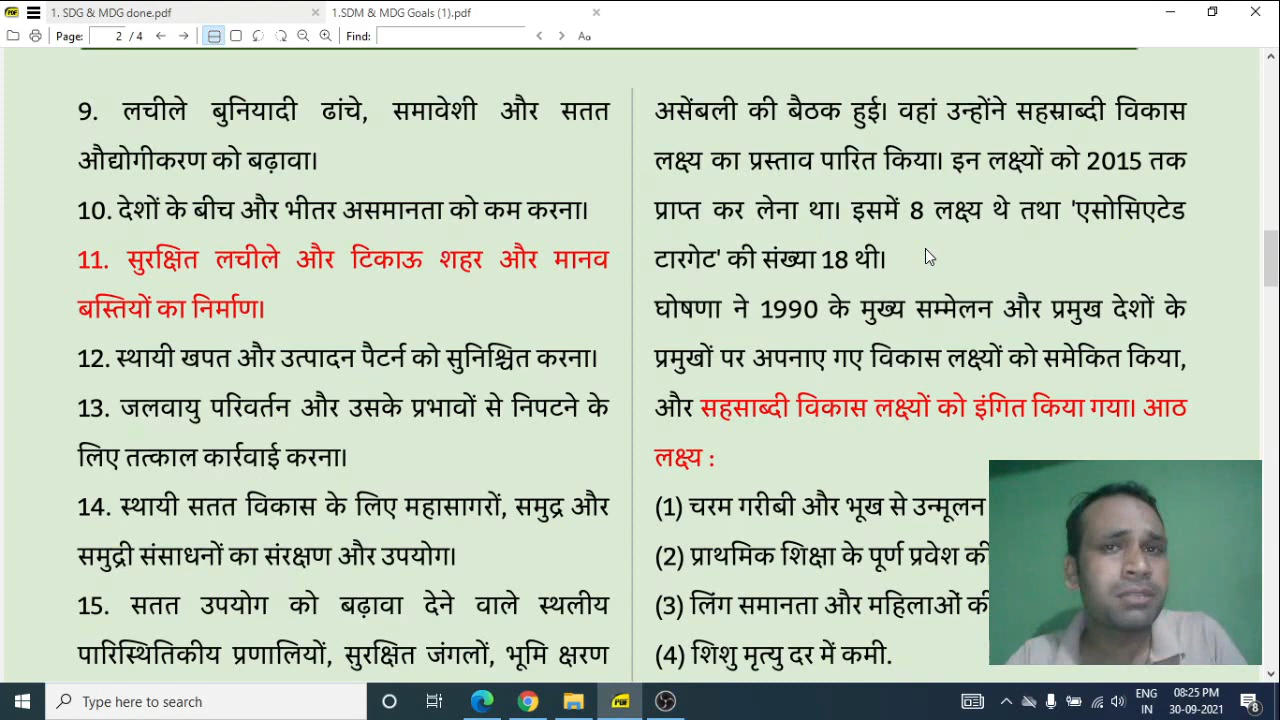 1. SDG & MDG done.pdf
1.SDM & MDG Goals (1).pdf
Page: 2 / 4 Find: Aa
9. लचीले बुनियादी ढांचे, समावेशी और सतत
औद्योगीकरण को बढ़ावा।
10. देशों के बीच और भीतर असमानता को कम करना।
11. सुरक्षित लचीले और टिकाऊ शहर और मानव
बस्तियों का निर्माण।
12. स्थायी खपत और उत्पादन पैटर्न को सुनिश्चित करना।
13. जलवायु परिवर्तन और उसके प्रभावों से निपटने के
लिए तत्काल कार्रवाई करना।
14. स्थायी सतत विकास के लिए महासागरों, समुद्र और
समुद्री संसाधनों का संरक्षण और उपयोग।
15. सतत उपयोग को बढ़ावा देने वाले स्थलीय
पारिस्थितिकीय प्रणालियों, सुरक्षित जंगलों, भूमि क्षरण
असेंबली की बैठक हुई। वहां उन्होंने सहस्राब्दी विकास
लक्ष्य का प्रस्ताव पारित किया। इन लक्ष्यों को 2015 तक
प्राप्त कर लेना था। इसमें 8 लक्ष्य थे तथा 'एसोसिएटेड
टारगेट' की संख्या 18 थी।
घोषणा ने 1990 के मुख्य सम्मेलन और प्रमुख देशों के
प्रमुखों पर अपनाए गए विकास लक्ष्यों को समेकित किया,
और सहसाब्दी विकास लक्ष्यों को इंगित किया गया। आठ
लक्ष्य :
(1) चरम गरीबी और भूख से उन्मूलन
(2) प्राथमिक शिक्षा के पूर्ण प्रवेश की
(3) लिंग समानता और महिलाओं की
(4) शिशु मृत्यु दर में कमी.
Type here to search
ENG
IN
08:25 PM
30-09-2021
8